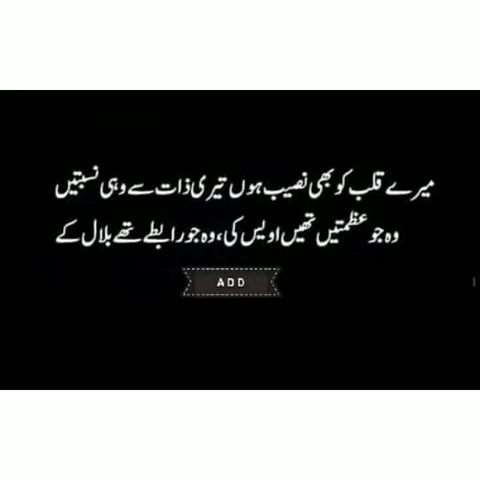 میرے قلب کو بھی نصیب ہوں تیری ذات سے وہی نسبتیں
وہ جو عظمتیں تھیں اویس کی، وہ جو رابطے تھے بلال کے
ADD